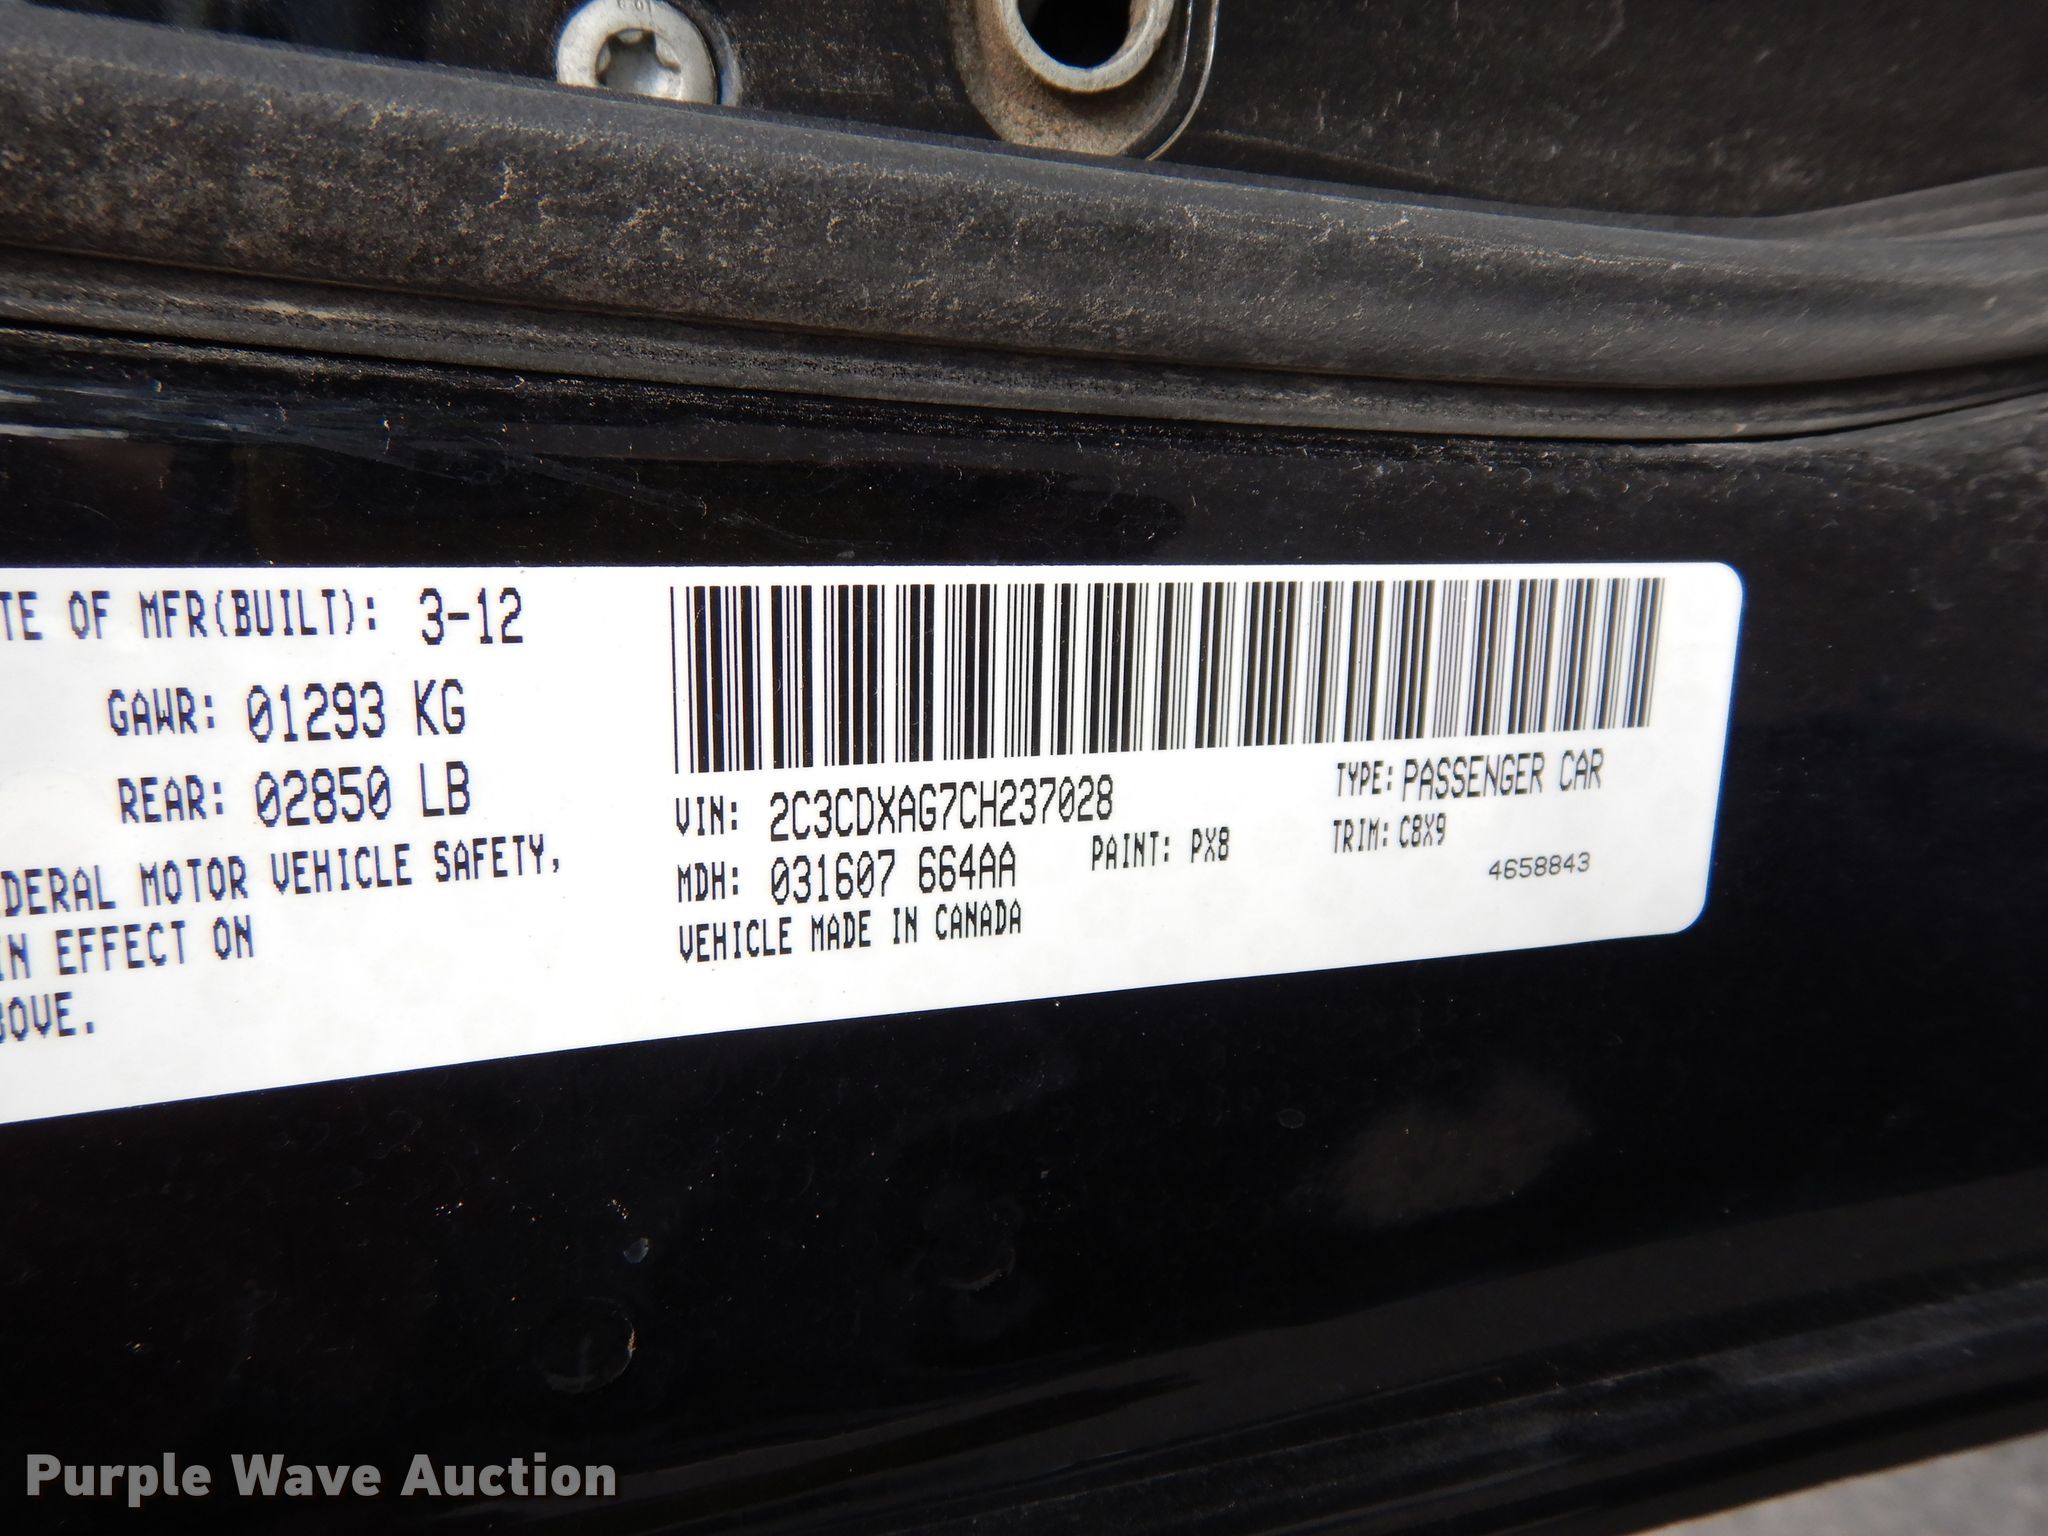 TE OF MFR(BUILT): 3-12
GAWR: 01293 KG
REAR: 02850 LB
DERAL MOTOR VEHICLE SAFETY,
IN EFFECT ON
BOVE.
VIN: 2C3CDXAG7CH237028
TYPE: PASSENGER CAR
MDH: 031607 664AA
PAINT: PX8
TRIM: C8X9
VEHICLE MADE IN CANADA
4658843
Purple Wave Auction